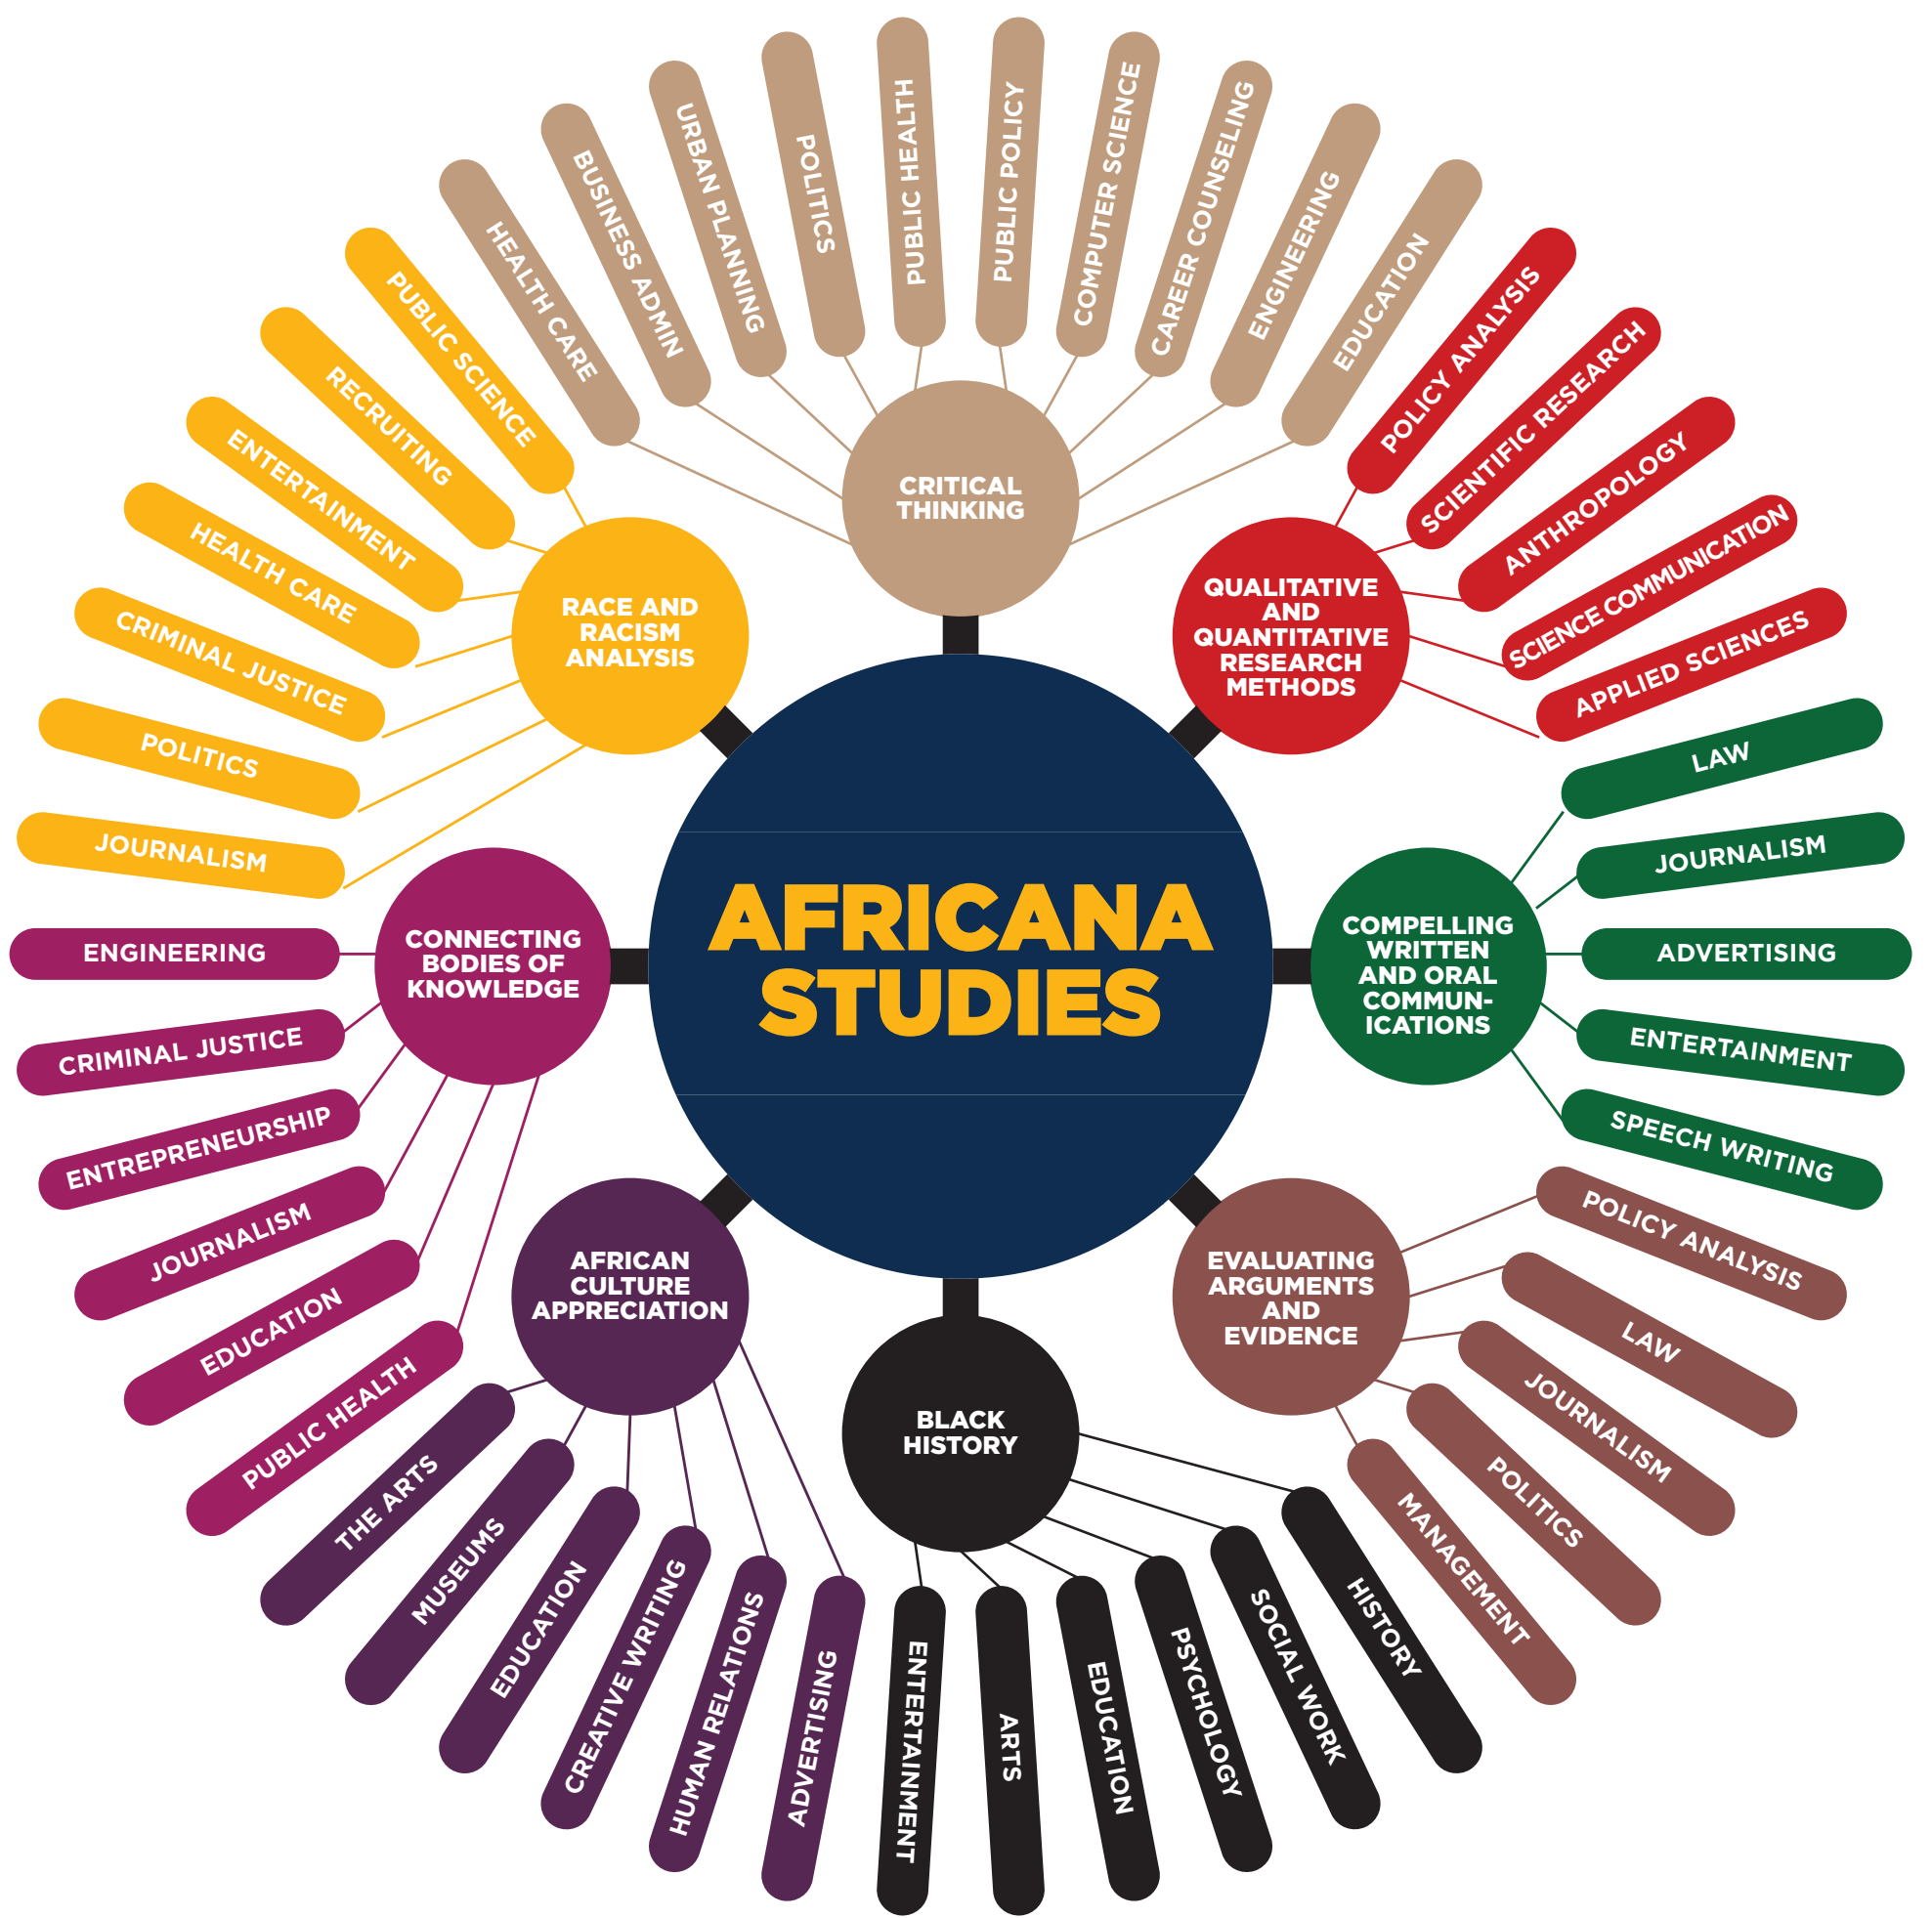 AFRICANA
STUDIES
CRITICAL
THINKING
HEALTH CARE
BUSINESS ADMIN
URBAN PLANNING
POLITICS
PUBLIC HEALTH
PUBLIC POLICY
COMPUTER SCIENCE
CAREER COUNSELING
ENGINEERING
EDUCATION
QUALITATIVE
AND
QUANTITATIVE
RESEARCH
METHODS
POLICY ANALYSIS
SCIENTIFIC RESEARCH
ANTHROPOLOGY
SCIENCE COMMUNICATION
APPLIED SCIENCES
COMPELLING
WRITTEN
AND ORAL
COMMUN-
ICATIONS
LAW
JOURNALISM
ADVERTISING
ENTERTAINMENT
SPEECH WRITING
EVALUATING
ARGUMENTS
AND
EVIDENCE
POLICY ANALYSIS
LAW
JOURNALISM
POLITICS
MANAGEMENT
BLACK
HISTORY
HISTORY
SOCIAL WORK
PSYCHOLOGY
EDUCATION
ARTS
ENTERTAINMENT
AFRICAN
CULTURE
APPRECIATION
ADVERTISING
HUMAN RELATIONS
CREATIVE WRITING
EDUCATION
MUSEUMS
THE ARTS
CONNECTING
BODIES OF
KNOWLEDGE
PUBLIC HEALTH
EDUCATION
JOURNALISM
ENTREPRENEURSHIP
CRIMINAL JUSTICE
ENGINEERING
RACE AND
RACISM
ANALYSIS
JOURNALISM
POLITICS
CRIMINAL JUSTICE
HEALTH CARE
ENTERTAINMENT
RECRUITING
PUBLIC SCIENCE